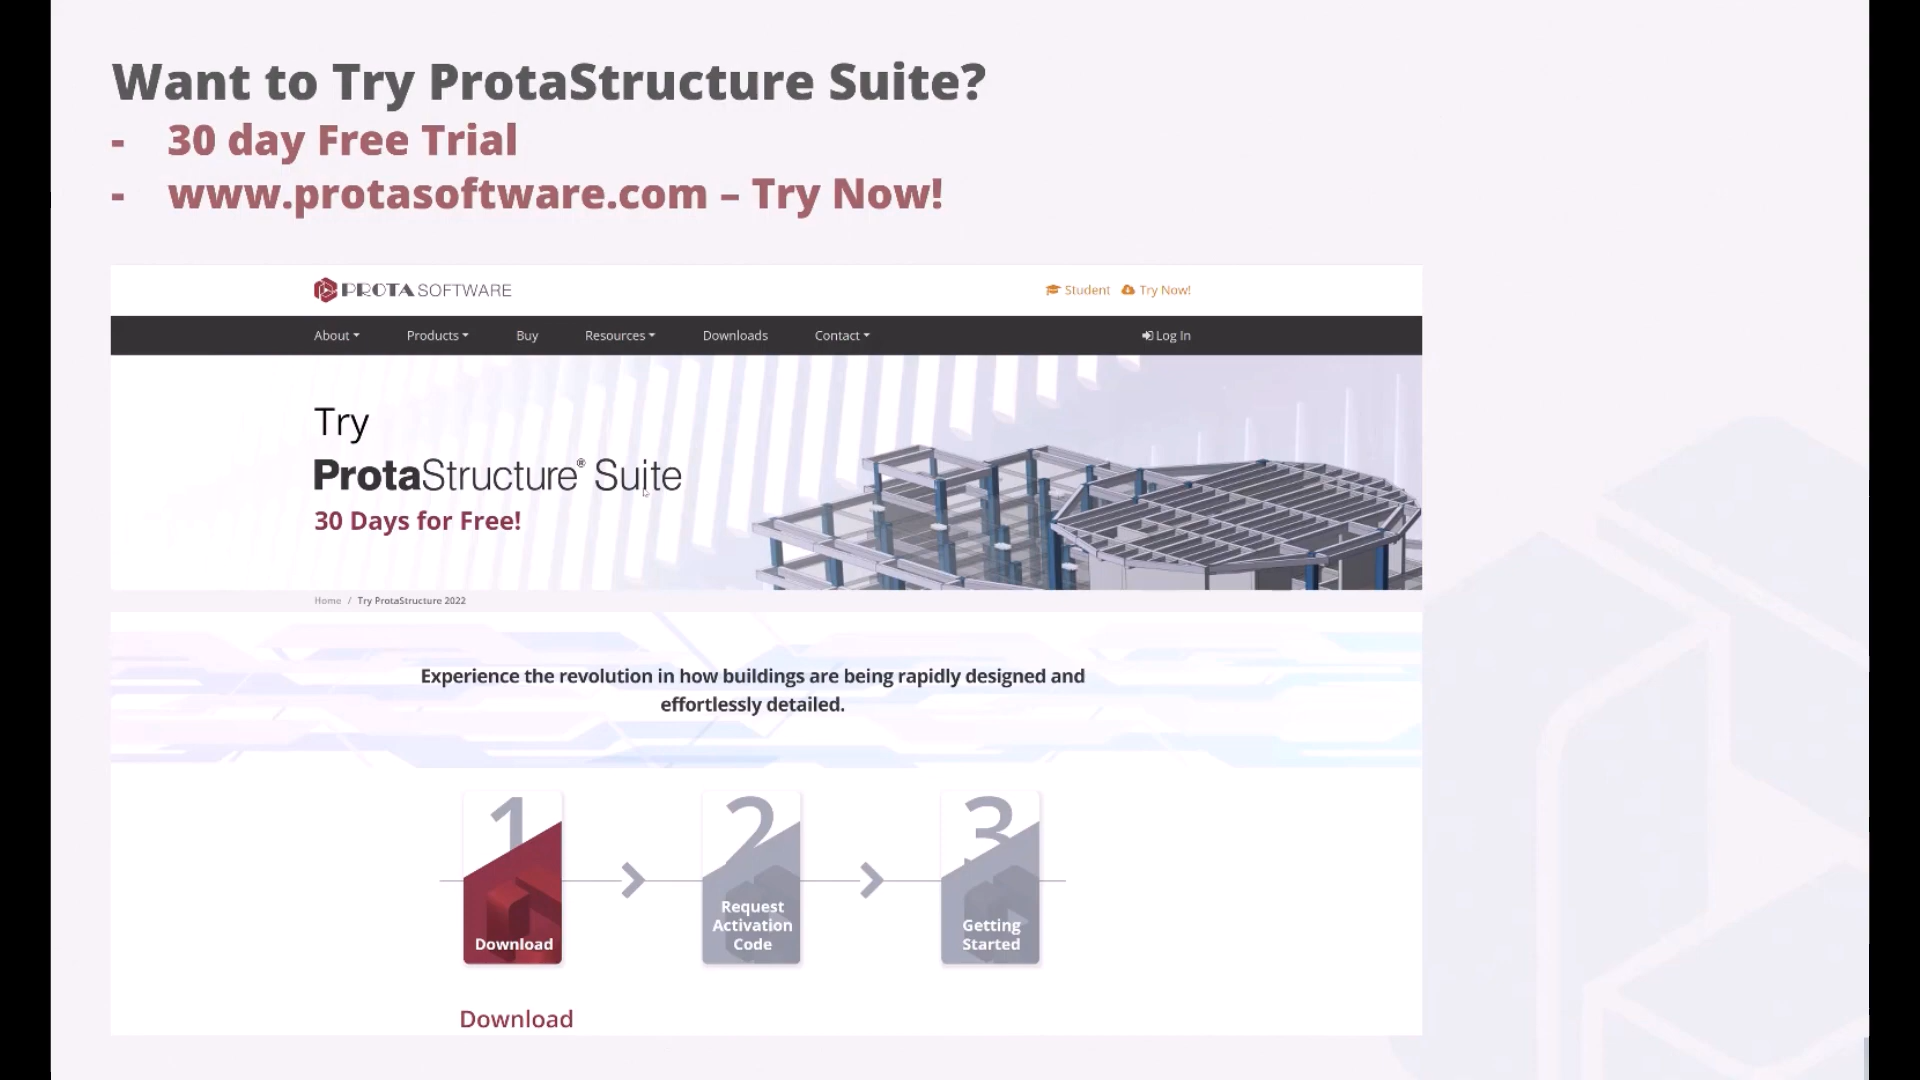 Want to Try ProtaStructure Suite?
- 30 day Free Trial
- www.protasoftware.com – Try Now!
PROTA SOFTWARE
Student Try Now!
About Products Buy Resources Downloads Contact Log In
Try
ProtaStructure® Suite
30 Days for Free!
Home / Try ProtaStructure 2022
Experience the revolution in how buildings are being rapidly designed and
effortlessly detailed.
1
Download
2
Request
Activation
Code
3
Getting
Started
Download